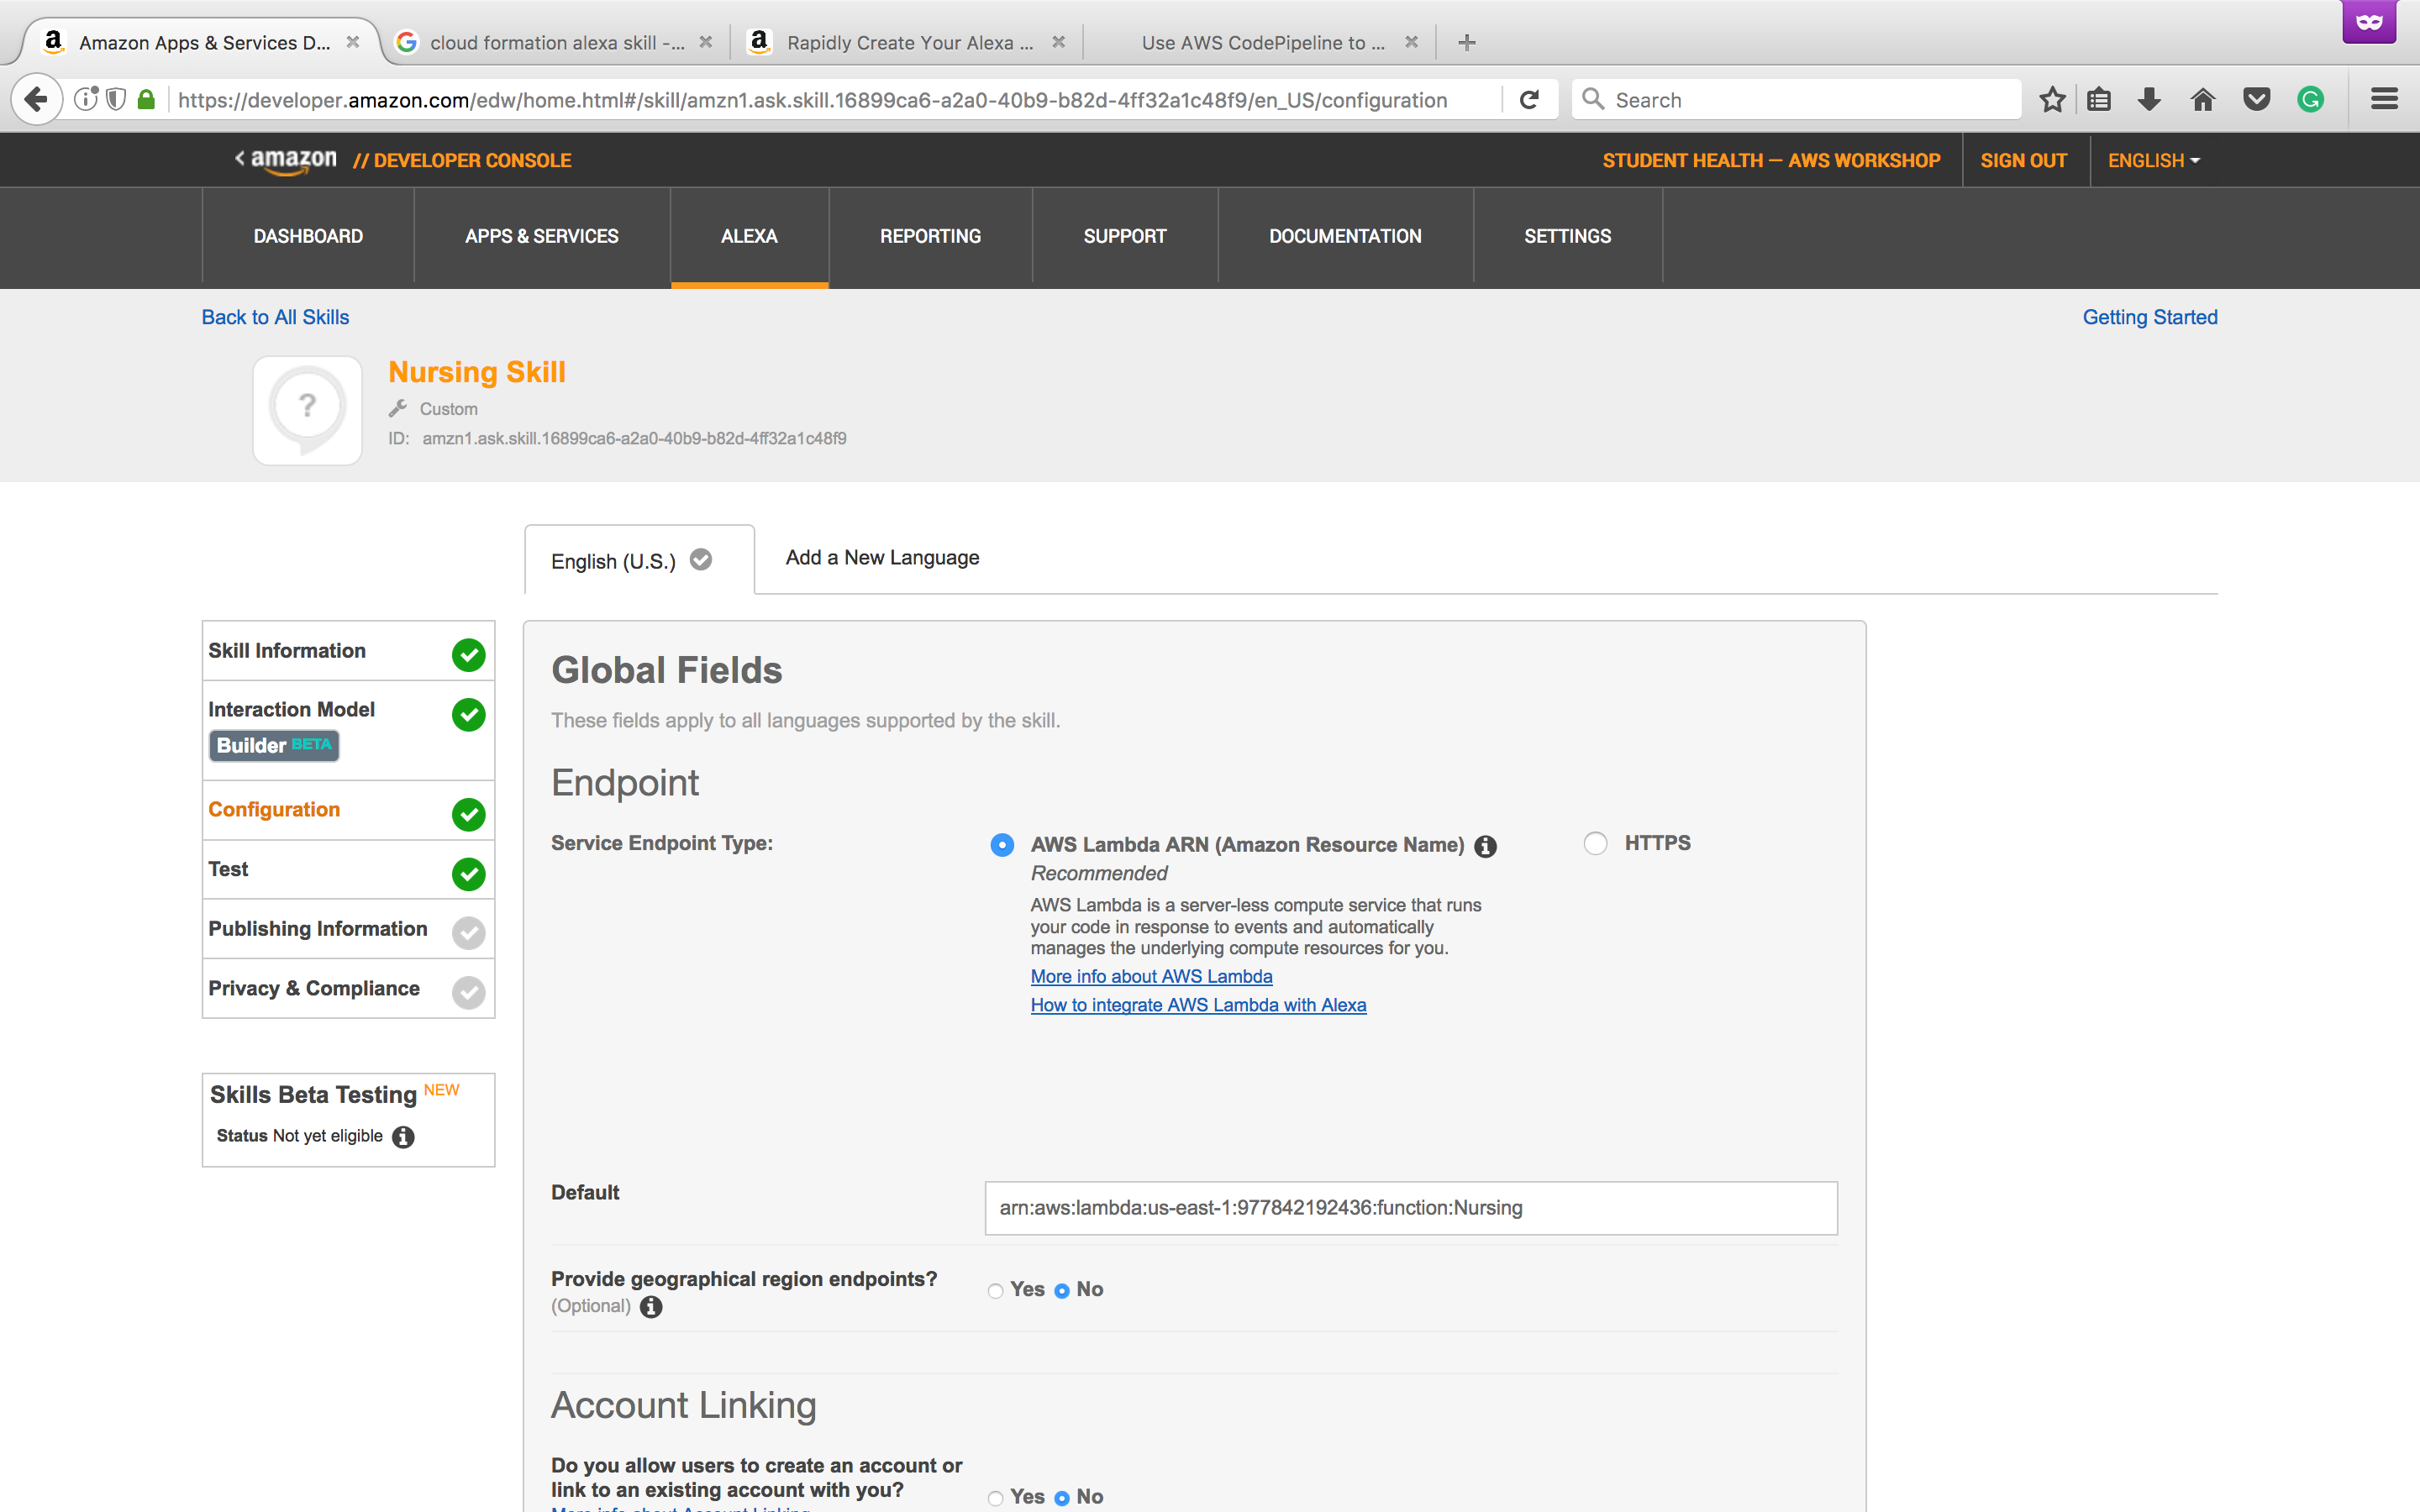 Amazon Apps & Services D...
cloud formation alexa skill -...
Rapidly Create Your Alexa ...
Use AWS CodePipeline to ...
https://developer.amazon.com/edw/home.html#/skill/amzn1.ask.skill.16899ca6-a2a0-40b9-b82d-4ff32a1c48f9/en_US/configuration
Search
< amazon // DEVELOPER CONSOLE
STUDENT HEALTH — AWS WORKSHOP
SIGN OUT
ENGLISH
DASHBOARD
APPS & SERVICES
ALEXA
REPORTING
SUPPORT
DOCUMENTATION
SETTINGS
Back to All Skills
Getting Started
?
Nursing Skill
Custom
ID: amzn1.ask.skill.16899ca6-a2a0-40b9-b82d-4ff32a1c48f9
English (U.S.)
Add a New Language
Skill Information
Interaction Model
Builder BETA
Configuration
Test
Publishing Information
Privacy & Compliance
Skills Beta Testing NEW
Status Not yet eligible
Global Fields
These fields apply to all languages supported by the skill.
Endpoint
Service Endpoint Type:
AWS Lambda ARN (Amazon Resource Name)
Recommended
AWS Lambda is a server-less compute service that runs
your code in response to events and automatically
manages the underlying compute resources for you.
More info about AWS Lambda
How to integrate AWS Lambda with Alexa
HTTPS
Default
arn:aws:lambda:us-east-1:977842192436:function:Nursing
Provide geographical region endpoints?
(Optional)
Yes No
Account Linking
Do you allow users to create an account or
link to an existing account with you?
Yes No
More info about Account Linking